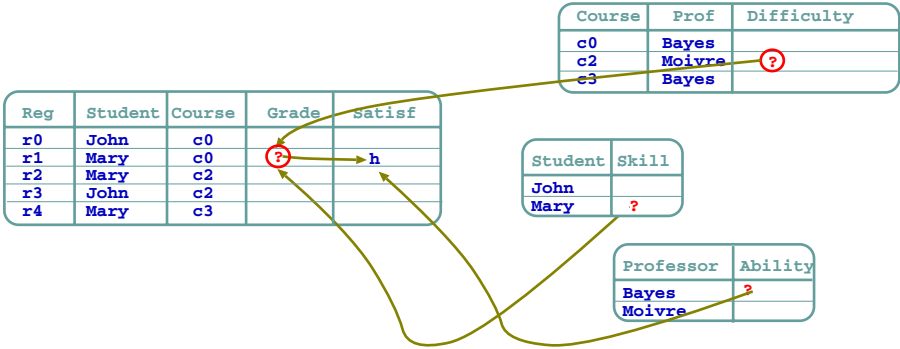 Course Prof Difficulty
c0 Bayes
c2 Moivre ?
c3 Bayes
Reg Student Course Grade Satisf
r0 John c0
r1 Mary c0 ? h
r2 Mary c2
r3 John c2
r4 Mary c3
Student Skill
John
Mary ?
Professor Ability
Bayes ?
Moivre